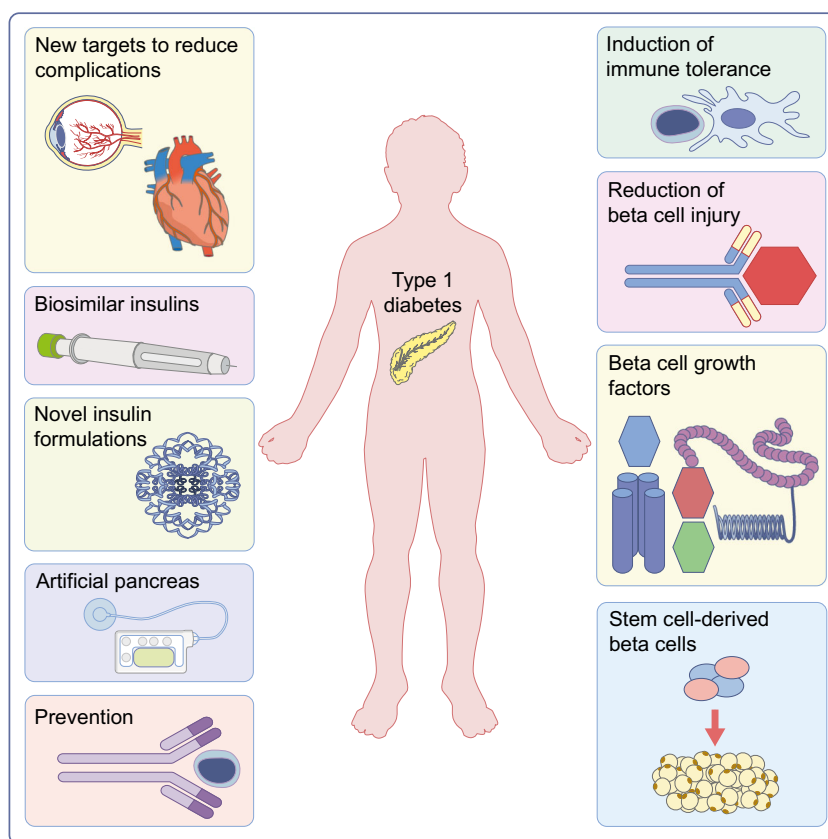 New targets to reduce
complications
Biosimilar insulins
Novel insulin
formulations
Artificial pancreas
Prevention
Type 1
diabetes
Induction of
immune tolerance
Reduction of
beta cell injury
Beta cell growth
factors
Stem cell-derived
beta cells